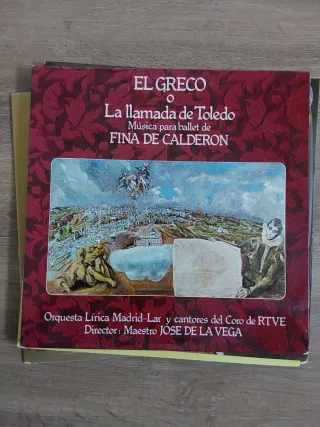 EL GRECO
o
La llamada de Toledo
Música para ballet de
FINA DE CALDERON
Orquesta Lírica Madrid-Lar y cantores del Coro de RTVE
Director: Maestro JOSE DE LA VEGA